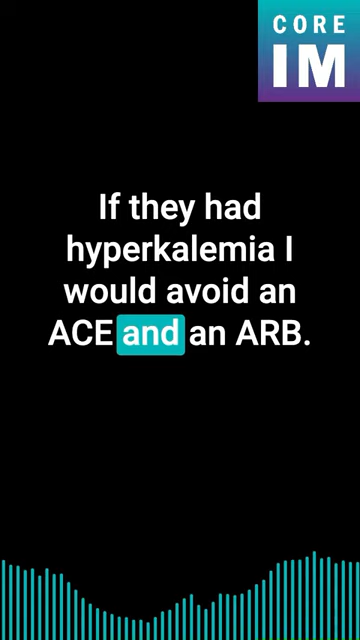 CORE
IM
If they had
hyperkalemia I
would avoid an
ACE and an ARB.